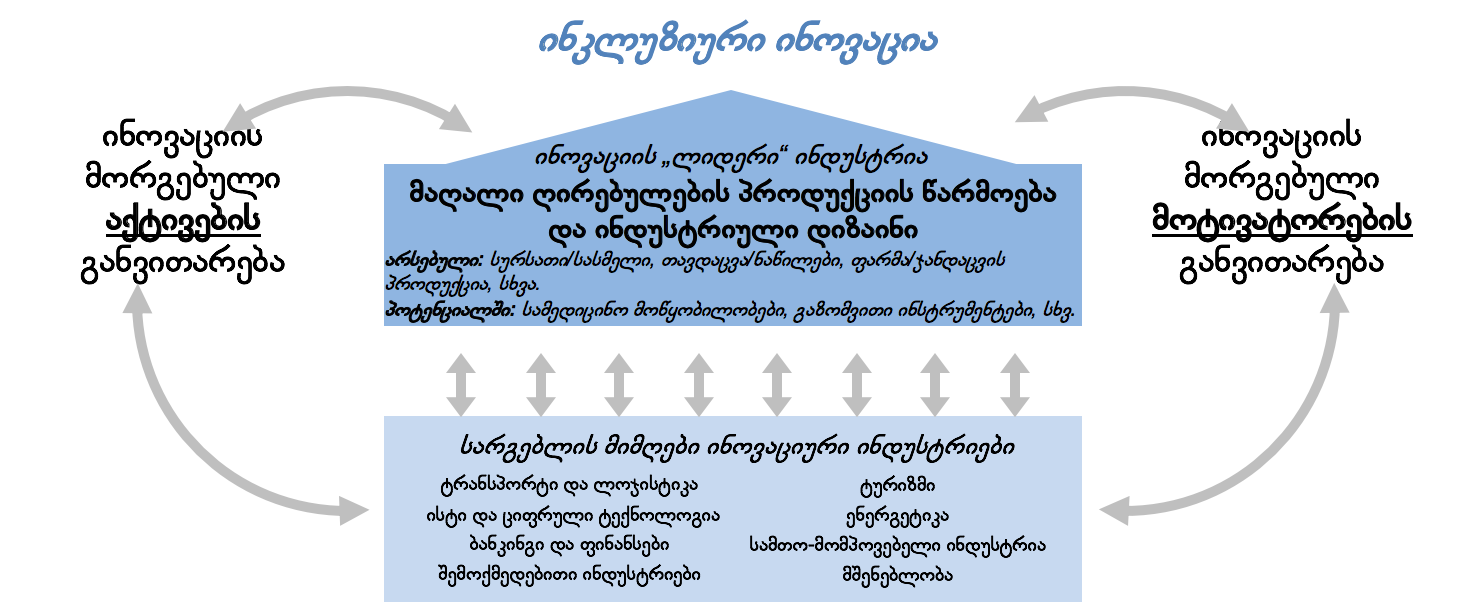 ინკლუზიური ინოვაცია
ინოვაციის
მორგებული
აქტივების
განვითარება
ინოვაციის „ლიდერი“ ინდუსტრია
მაღალი ღირებულების პროდუქციის წარმოება
და ინდუსტრიული დიზაინი
არსებული: სურსათი/სასმელი, თავდაცვა/ნაწილები, ფარმა/ჯანდაცვის
პროდუქცია, სხვა.
პოტენციალში: სამედიცინო მოწყობილობები, გაზომვითი ინსტრუმენტები, სხვ.
ინოვაციის
მორგებული
მოტივატორების
განვითარება
სარგებლის მიმღები ინოვაციური ინდუსტრიები
ტრანსპორტი და ლოჯისტიკა
ისტი და ციფრული ტექნოლოგია
ბანკინგი და ფინანსები
შემოქმედებითი ინდუსტრიები
ტურიზმი
ენერგეტიკა
სამთო-მომპოვებელი ინდუსტრია
მშენებლობა